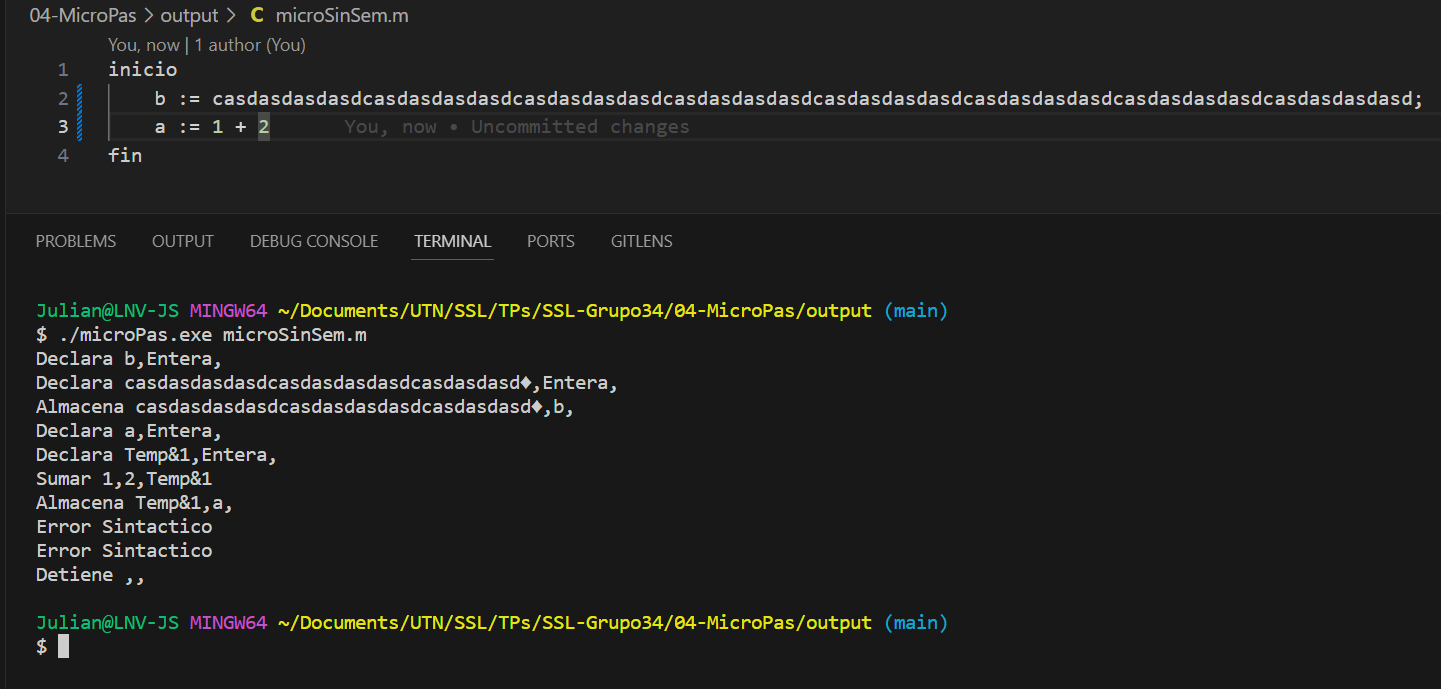 04-MicroPas > output > C microSinSem.m
You, now | 1 author (You)
1 inicio
2 b := casdasdasdasdcasdasdasdasdcasdasdasdasdcasdasdasdasdcasdasdasdasdcasdasdasdasdcasdasdasdasdcasdasdasdasd;
3 a := 1 + 2 You, now • Uncommitted changes
4 fin
PROBLEMS OUTPUT DEBUG CONSOLE TERMINAL PORTS GITLENS
Julian@LNV-JS MINGW64 ~/Documents/UTN/SSL/TPs/SSL-Grupo34/04-MicroPas/output (main)
$ ./microPas.exe microSinSem.m
Declara b,Entera,
Declara casdasdasdasdcasdasdasdasdcasdasdasd♦,Entera,
Almacena casdasdasdasdcasdasdasdasdcasdasdasd♦,b,
Declara a,Entera,
Declara Temp&1,Entera,
Sumar 1,2,Temp&1
Almacena Temp&1,a,
Error Sintactico
Error Sintactico
Detiene ,,
Julian@LNV-JS MINGW64 ~/Documents/UTN/SSL/TPs/SSL-Grupo34/04-MicroPas/output (main)
$